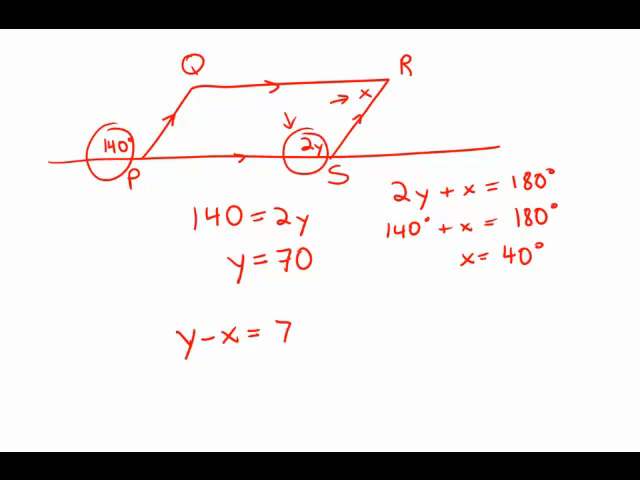 Q
R
140°
2y
→ x
P
S
140 = 2y
y = 70
2y + x = 180°
140° + x = 180°
x = 40°
y - x = 7